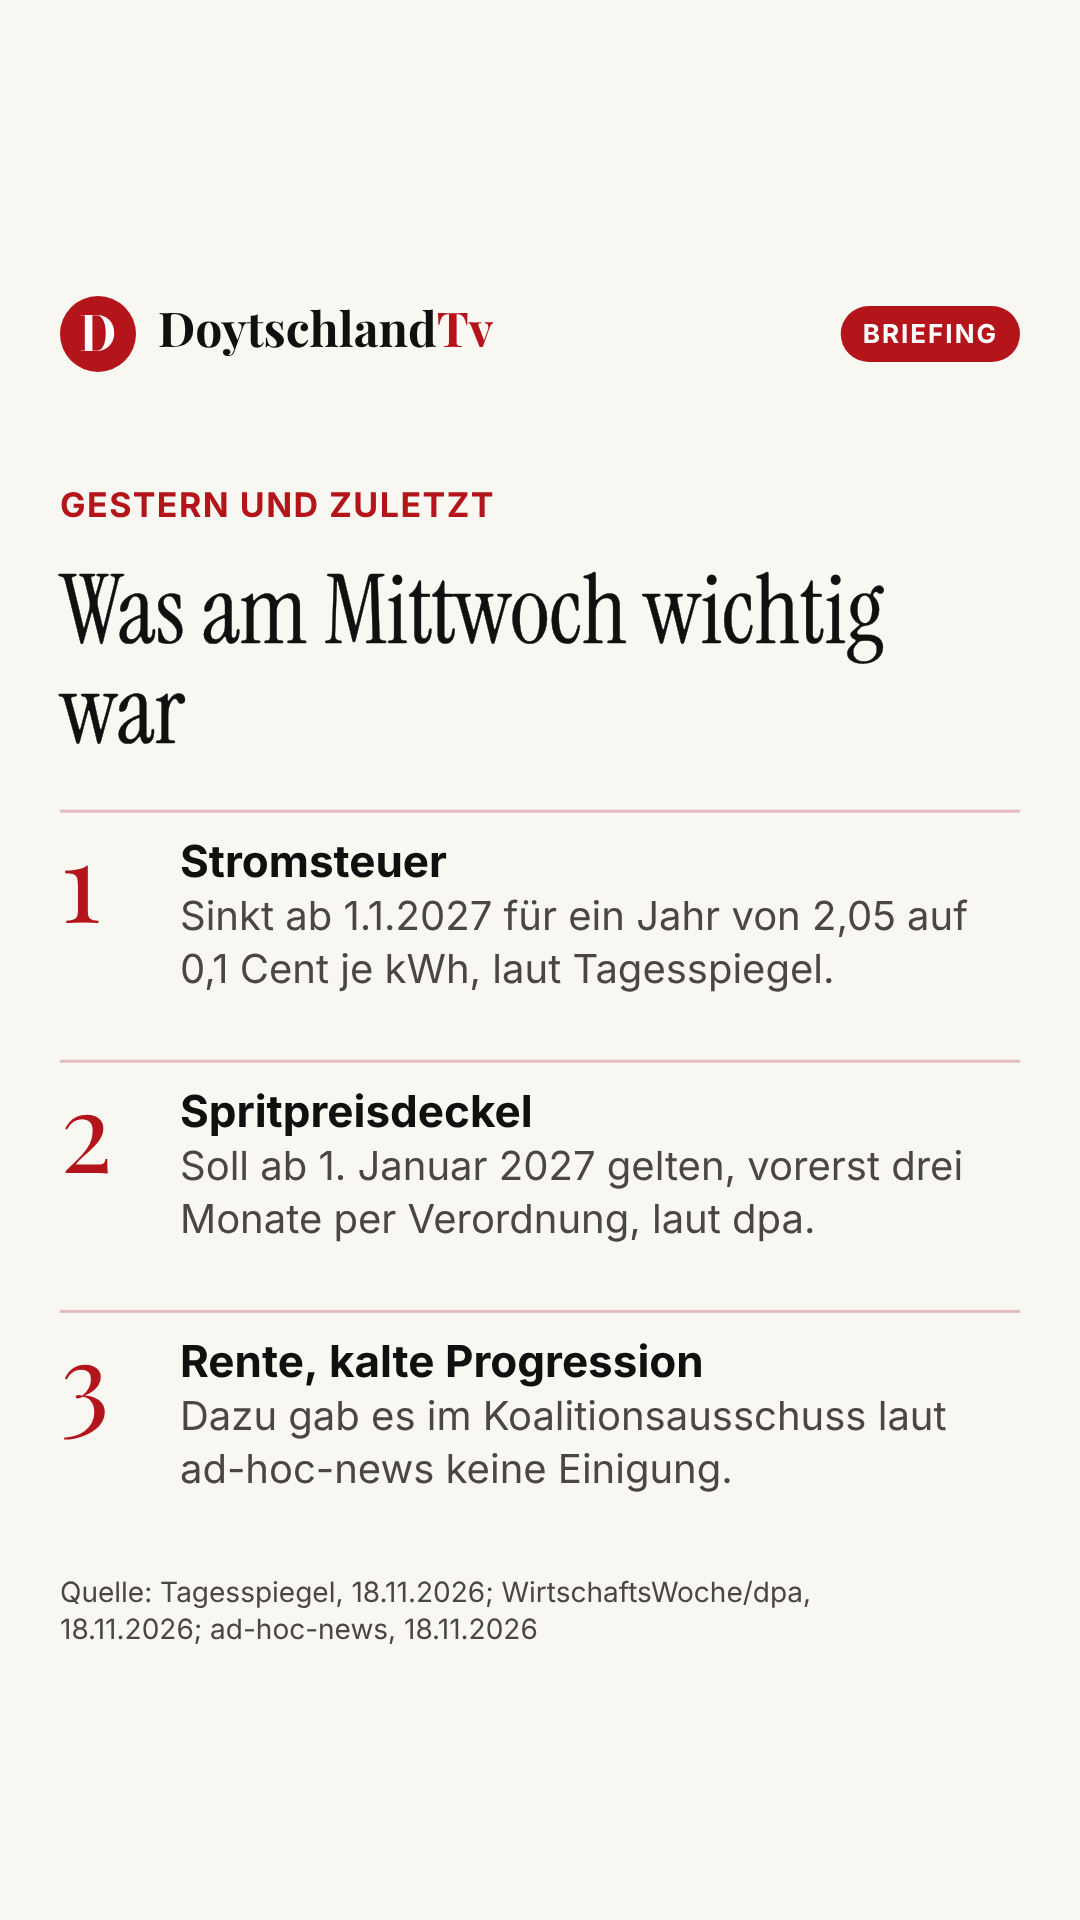 D DoytschlandTv
BRIEFING
GESTERN UND ZULETZT
Was am Mittwoch wichtig
war
1
Stromsteuer
Sinkt ab 1.1.2027 für ein Jahr von 2,05 auf
0,1 Cent je kWh, laut Tagesspiegel.
2
Spritpreisdeckel
Soll ab 1. Januar 2027 gelten, vorerst drei
Monate per Verordnung, laut dpa.
3
Rente, kalte Progression
Dazu gab es im Koalitionsausschuss laut
ad-hoc-news keine Einigung.
Quelle: Tagesspiegel, 18.11.2026; WirtschaftsWoche/dpa,
18.11.2026; ad-hoc-news, 18.11.2026